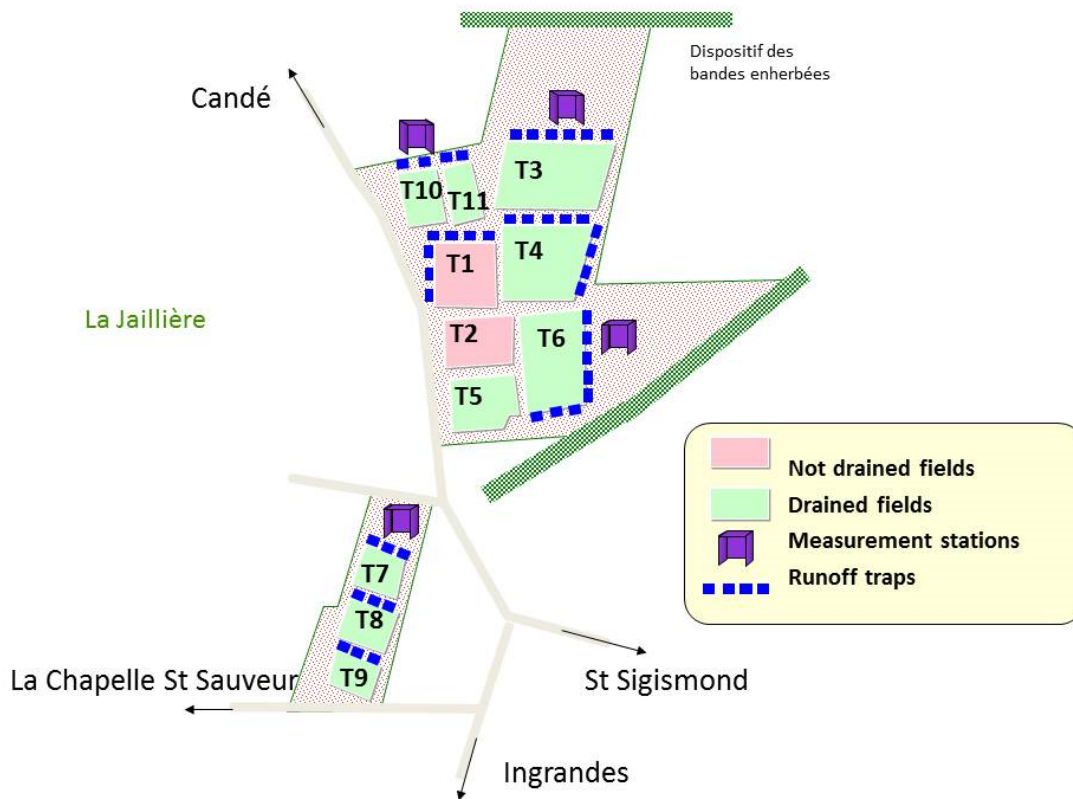 Dispositif des
bandes enherbées
Candé
T3
T10
T11
T4
T1
La Jaillière
T2
T6
T5
Not drained fields
Drained fields
Measurement stations
Runoff traps
T7
T8
T9
La Chapelle St Sauveur
St Sigismond
Ingrandes